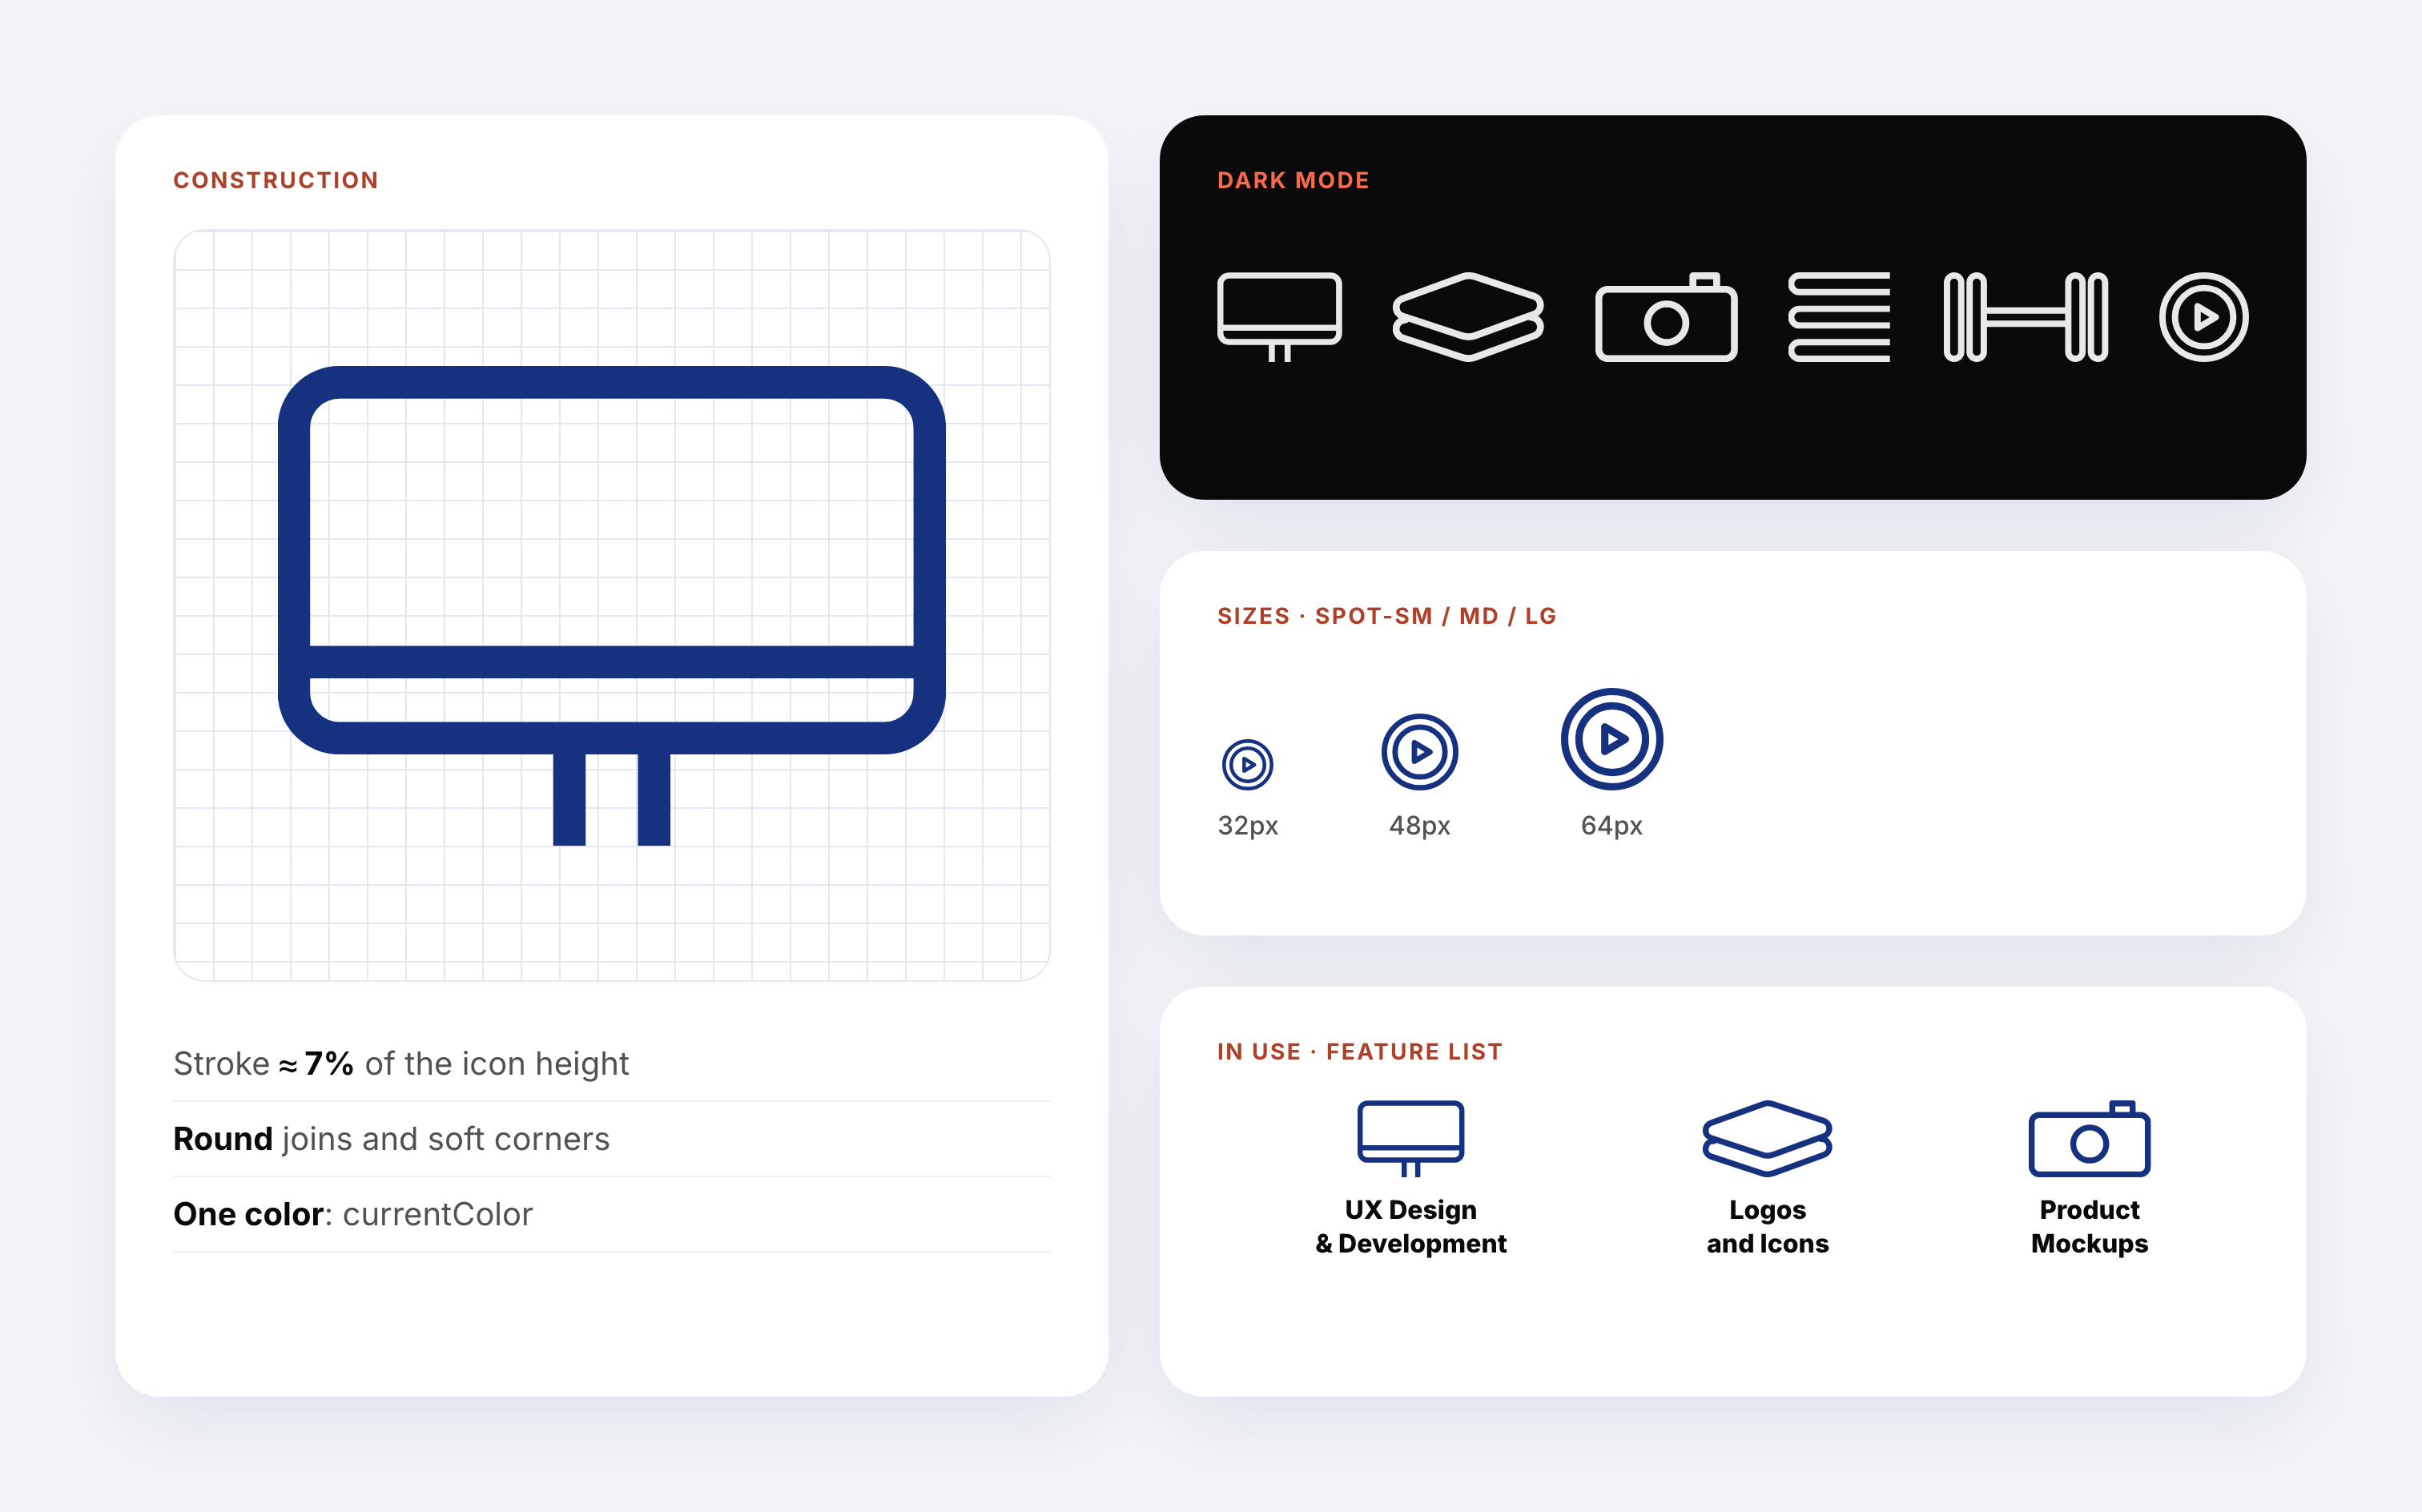 CONSTRUCTION
Stroke ≈ 7% of the icon height
Round joins and soft corners
One color: currentColor
DARK MODE
SIZES · SPOT-SM / MD / LG
32px
48px
64px
IN USE · FEATURE LIST
UX Design
& Development
Logos
and Icons
Product
Mockups